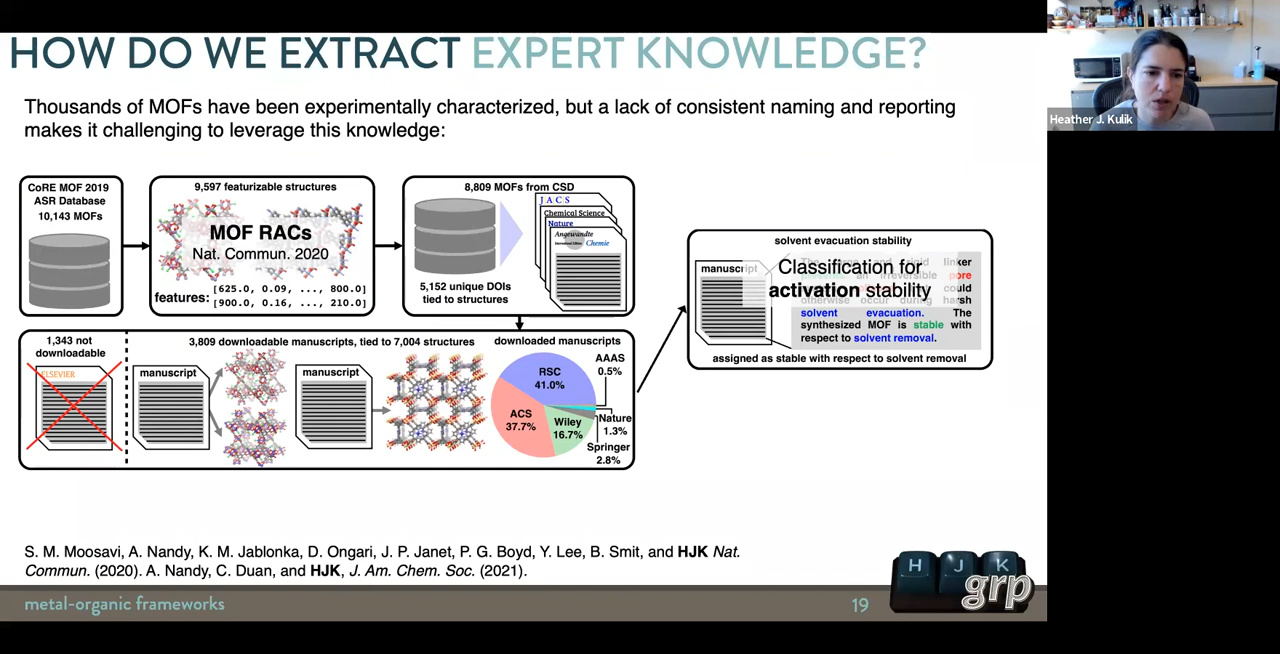 HOW DO WE EXTRACT EXPERT KNOWLEDGE?
Heather J. Kulik
Thousands of MOFs have been experimentally characterized, but a lack of consistent naming and reporting
makes it challenging to leverage this knowledge:
CoRE MOF 2019
ASR Database
10,143 MOFs
9,597 featurizable structures
MOF RACs
Nat. Commun. 2020
features:
[625.0, 0.09, ..., 800.0]
[900.0, 0.16, ..., 210.0]
8,809 MOFs from CSD
JACS
Chemical Science
Nature
Angewandte
Chemie
5,152 unique DOIs
tied to structures
1,343 not
downloadable
ELSEVIER
3,809 downloadable manuscripts, tied to 7,004 structures
manuscript
manuscript
downloaded manuscripts
AAAS
0.5%
RSC
41.0%
ACS
37.7%
Wiley
16.7%
Nature
1.3%
Springer
2.8%
solvent evacuation stability
manuscript
Classification for
activation stability
linker
an irreversible pore
could
otherwise occur during harsh
solvent evacuation. The
synthesized MOF is stable with
respect to solvent removal.
assigned as stable with respect to solvent removal
S. M. Moosavi, A. Nandy, K. M. Jablonka, D. Ongari, J. P. Janet, P. G. Boyd, Y. Lee, B. Smit, and HJK Nat.
Commun. (2020). A. Nandy, C. Duan, and HJK, J. Am. Chem. Soc. (2021).
metal-organic frameworks
19
H J K
grp